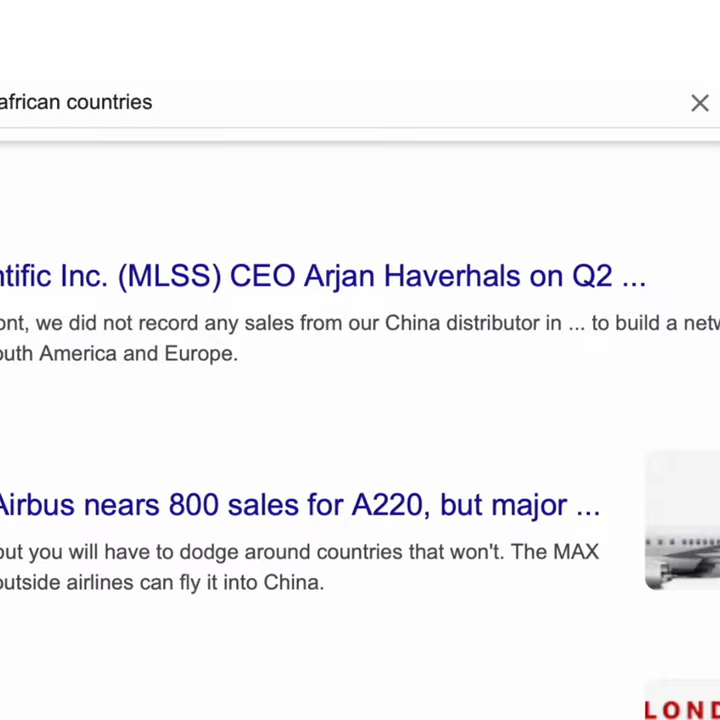 african countries
ntific Inc. (MLSS) CEO Arjan Haverhals on Q2 ...
ont, we did not record any sales from our China distributor in ... to build a netw
outh America and Europe.
Airbus nears 800 sales for A220, but major ...
but you will have to dodge around countries that won't. The MAX
outside airlines can fly it into China.
LOND